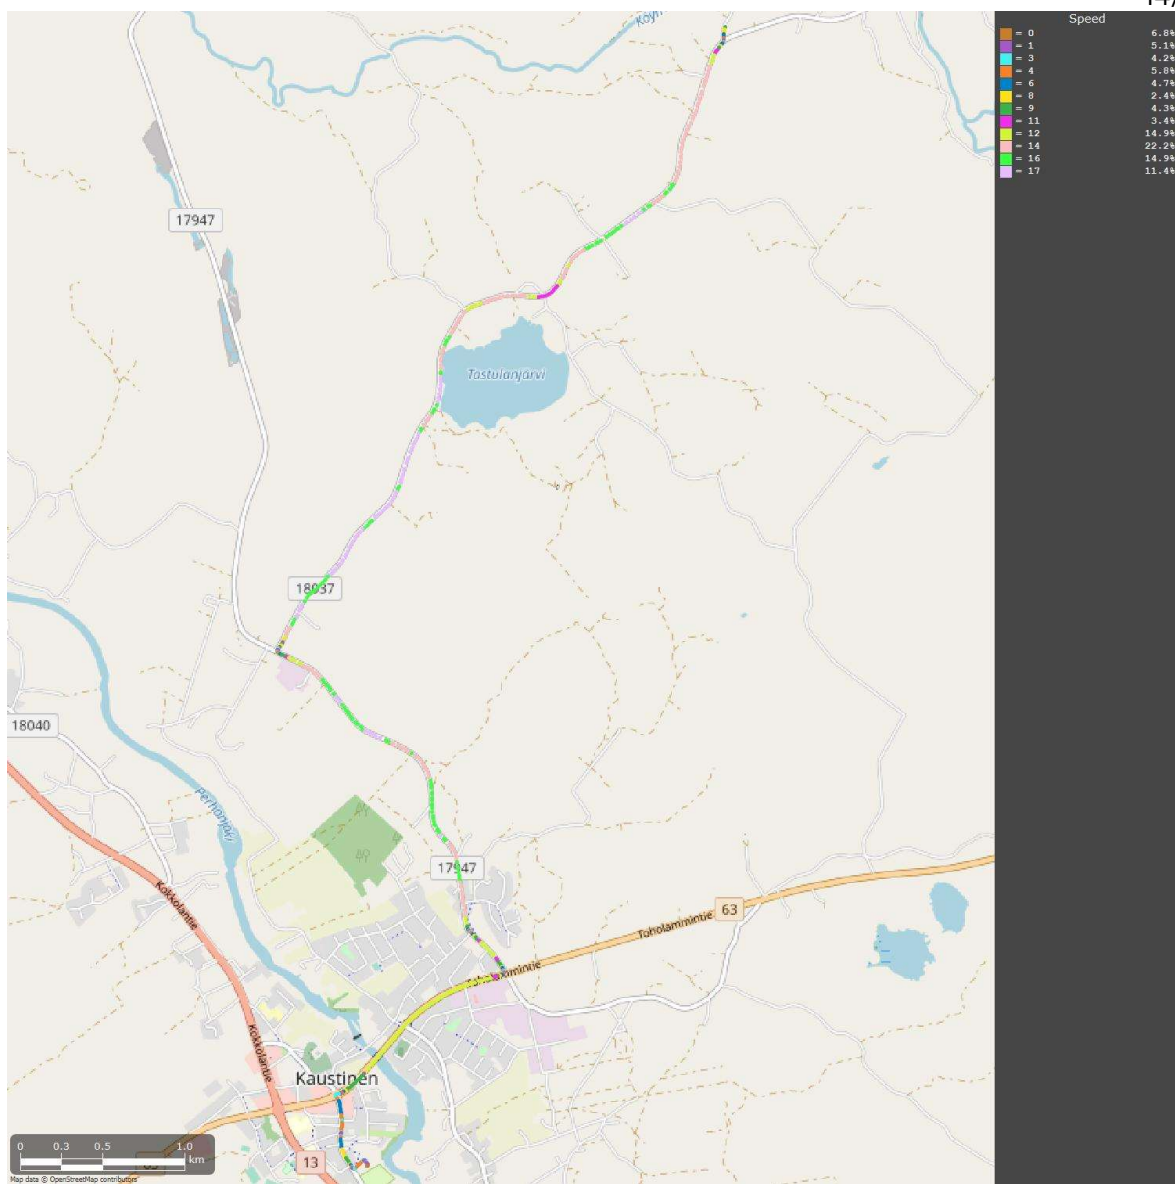 Speed
= 0 6.8%
= 1 5.1%
= 3 4.2%
= 4 5.8%
= 6 4.7%
= 8 2.4%
= 9 4.3%
= 11 3.4%
= 12 14.9%
= 14 22.2%
= 16 14.9%
= 17 11.4%
17947
Tastulanjärvi
18037
18040
Perhonjoki
17947
Kokkolantie
63
Toholammintie
Toholammintie
Kokkolantie
Kaustinen
13
63
0 0.3 0.5 1.0
km
Map data © OpenStreetMap contributors